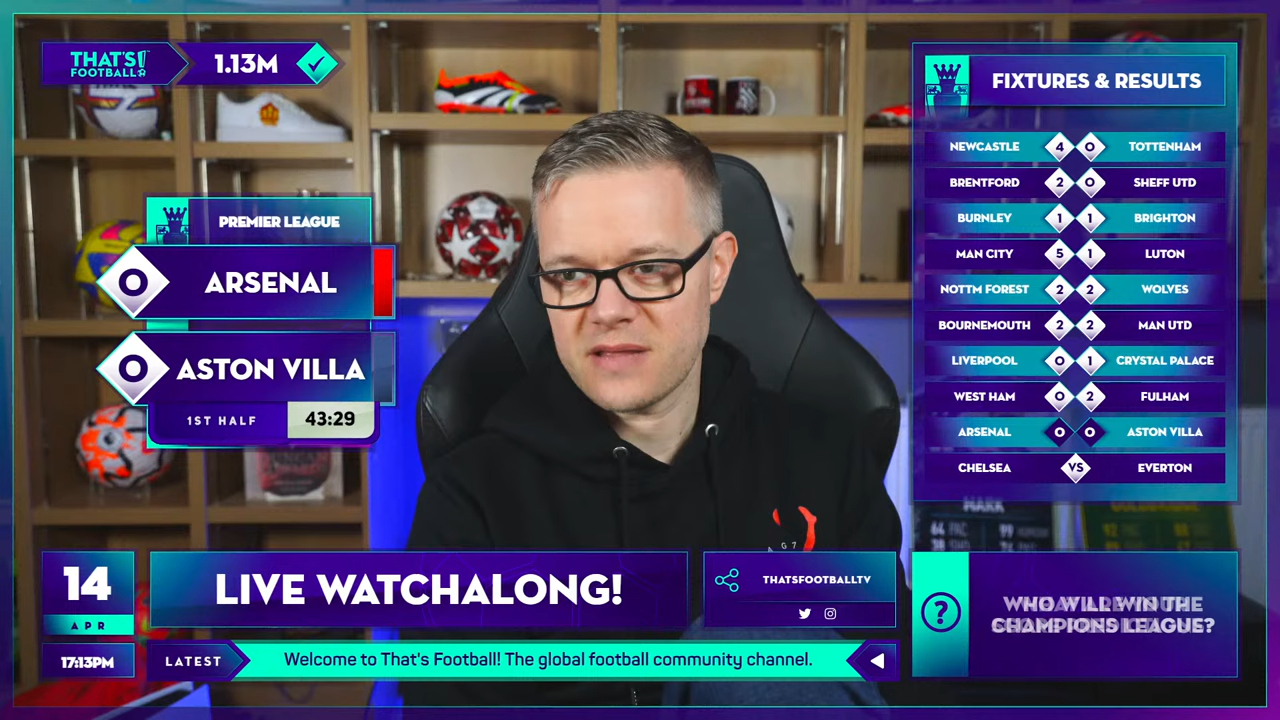 THAT'S
FOOTBALL
1.13M
PREMIER LEAGUE
0 ARSENAL
0 ASTON VILLA
1ST HALF 43:29
FIXTURES & RESULTS
NEWCASTLE 4 0 TOTTENHAM
BRENTFORD 2 0 SHEFF UTD
BURNLEY 1 1 BRIGHTON
MAN CITY 5 1 LUTON
NOTTM FOREST 2 2 WOLVES
BOURNEMOUTH 2 2 MAN UTD
LIVERPOOL 0 1 CRYSTAL PALACE
WEST HAM 0 2 FULHAM
ARSENAL 0 0 ASTON VILLA
CHELSEA VS EVERTON
MARK
G7
14
APR
17:13PM
LIVE WATCHALONG!
THATSFOOTBALLTV
LATEST
Welcome to That's Football! The global football community channel.
?
WHO WILL WIN THE
CHAMPIONS LEAGUE?